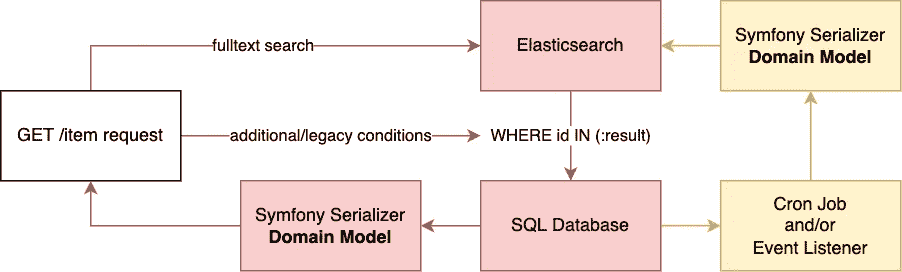 fulltext search
Elasticsearch
Symfony Serializer
Domain Model
GET /item request
additional/legacy conditions
WHERE id IN (:result)
Symfony Serializer
Domain Model
SQL Database
Cron Job
and/or
Event Listener